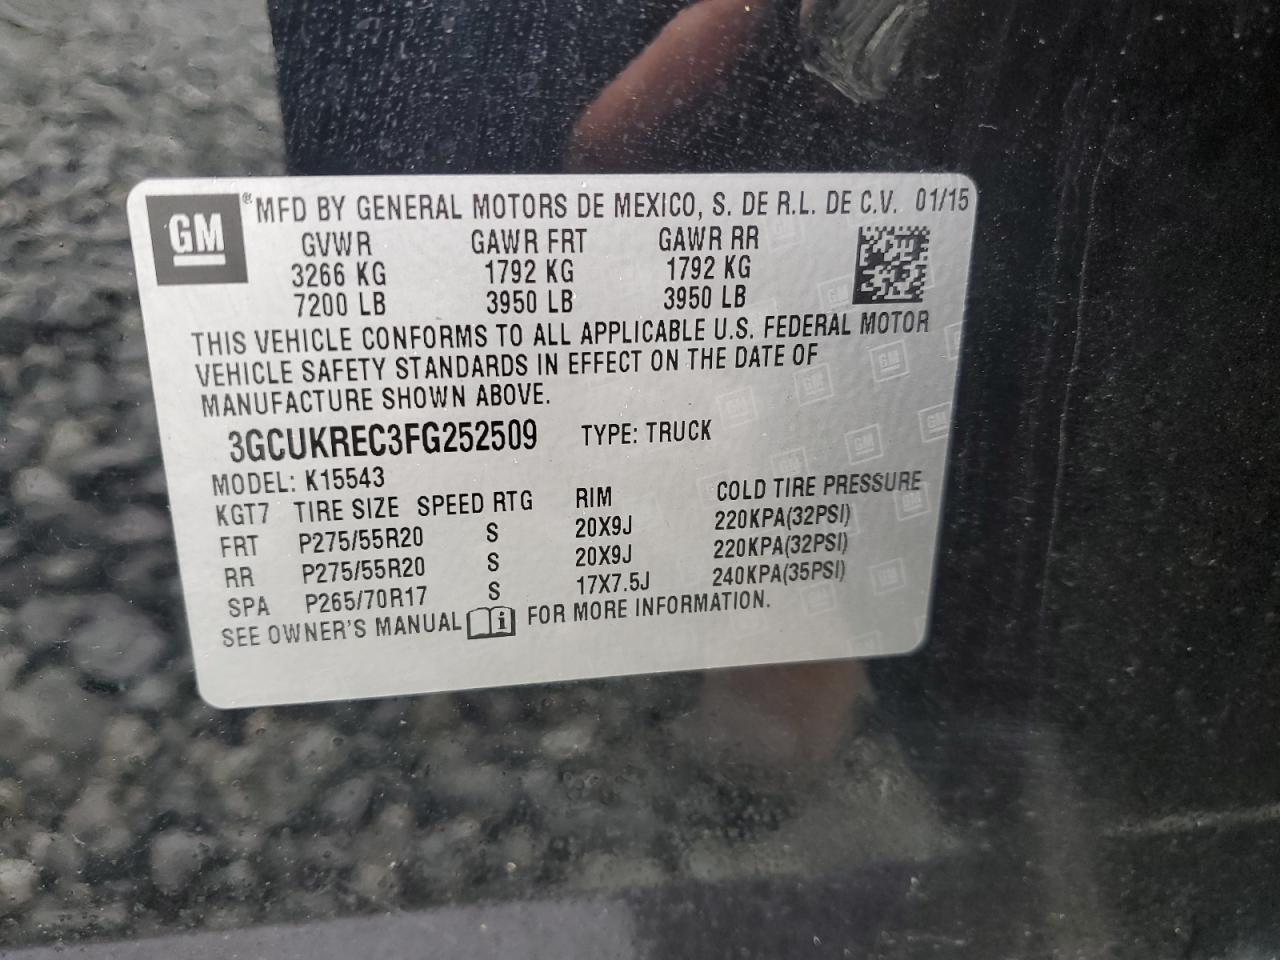 GM ® MFD BY GENERAL MOTORS DE MEXICO, S. DE R.L. DE C.V. 01/15
GVWR GAWR FRT GAWR RR
3266 KG 1792 KG 1792 KG
7200 LB 3950 LB 3950 LB
THIS VEHICLE CONFORMS TO ALL APPLICABLE U.S. FEDERAL MOTOR
VEHICLE SAFETY STANDARDS IN EFFECT ON THE DATE OF
MANUFACTURE SHOWN ABOVE.
3GCUKREC3FG252509 TYPE: TRUCK
MODEL: K15543
KGT7 TIRE SIZE SPEED RTG RIM COLD TIRE PRESSURE
FRT P275/55R20 S 20X9J 220KPA(32PSI)
RR P275/55R20 S 20X9J 220KPA(32PSI)
SPA P265/70R17 S 17X7.5J 240KPA(35PSI)
SEE OWNER'S MANUAL i FOR MORE INFORMATION.